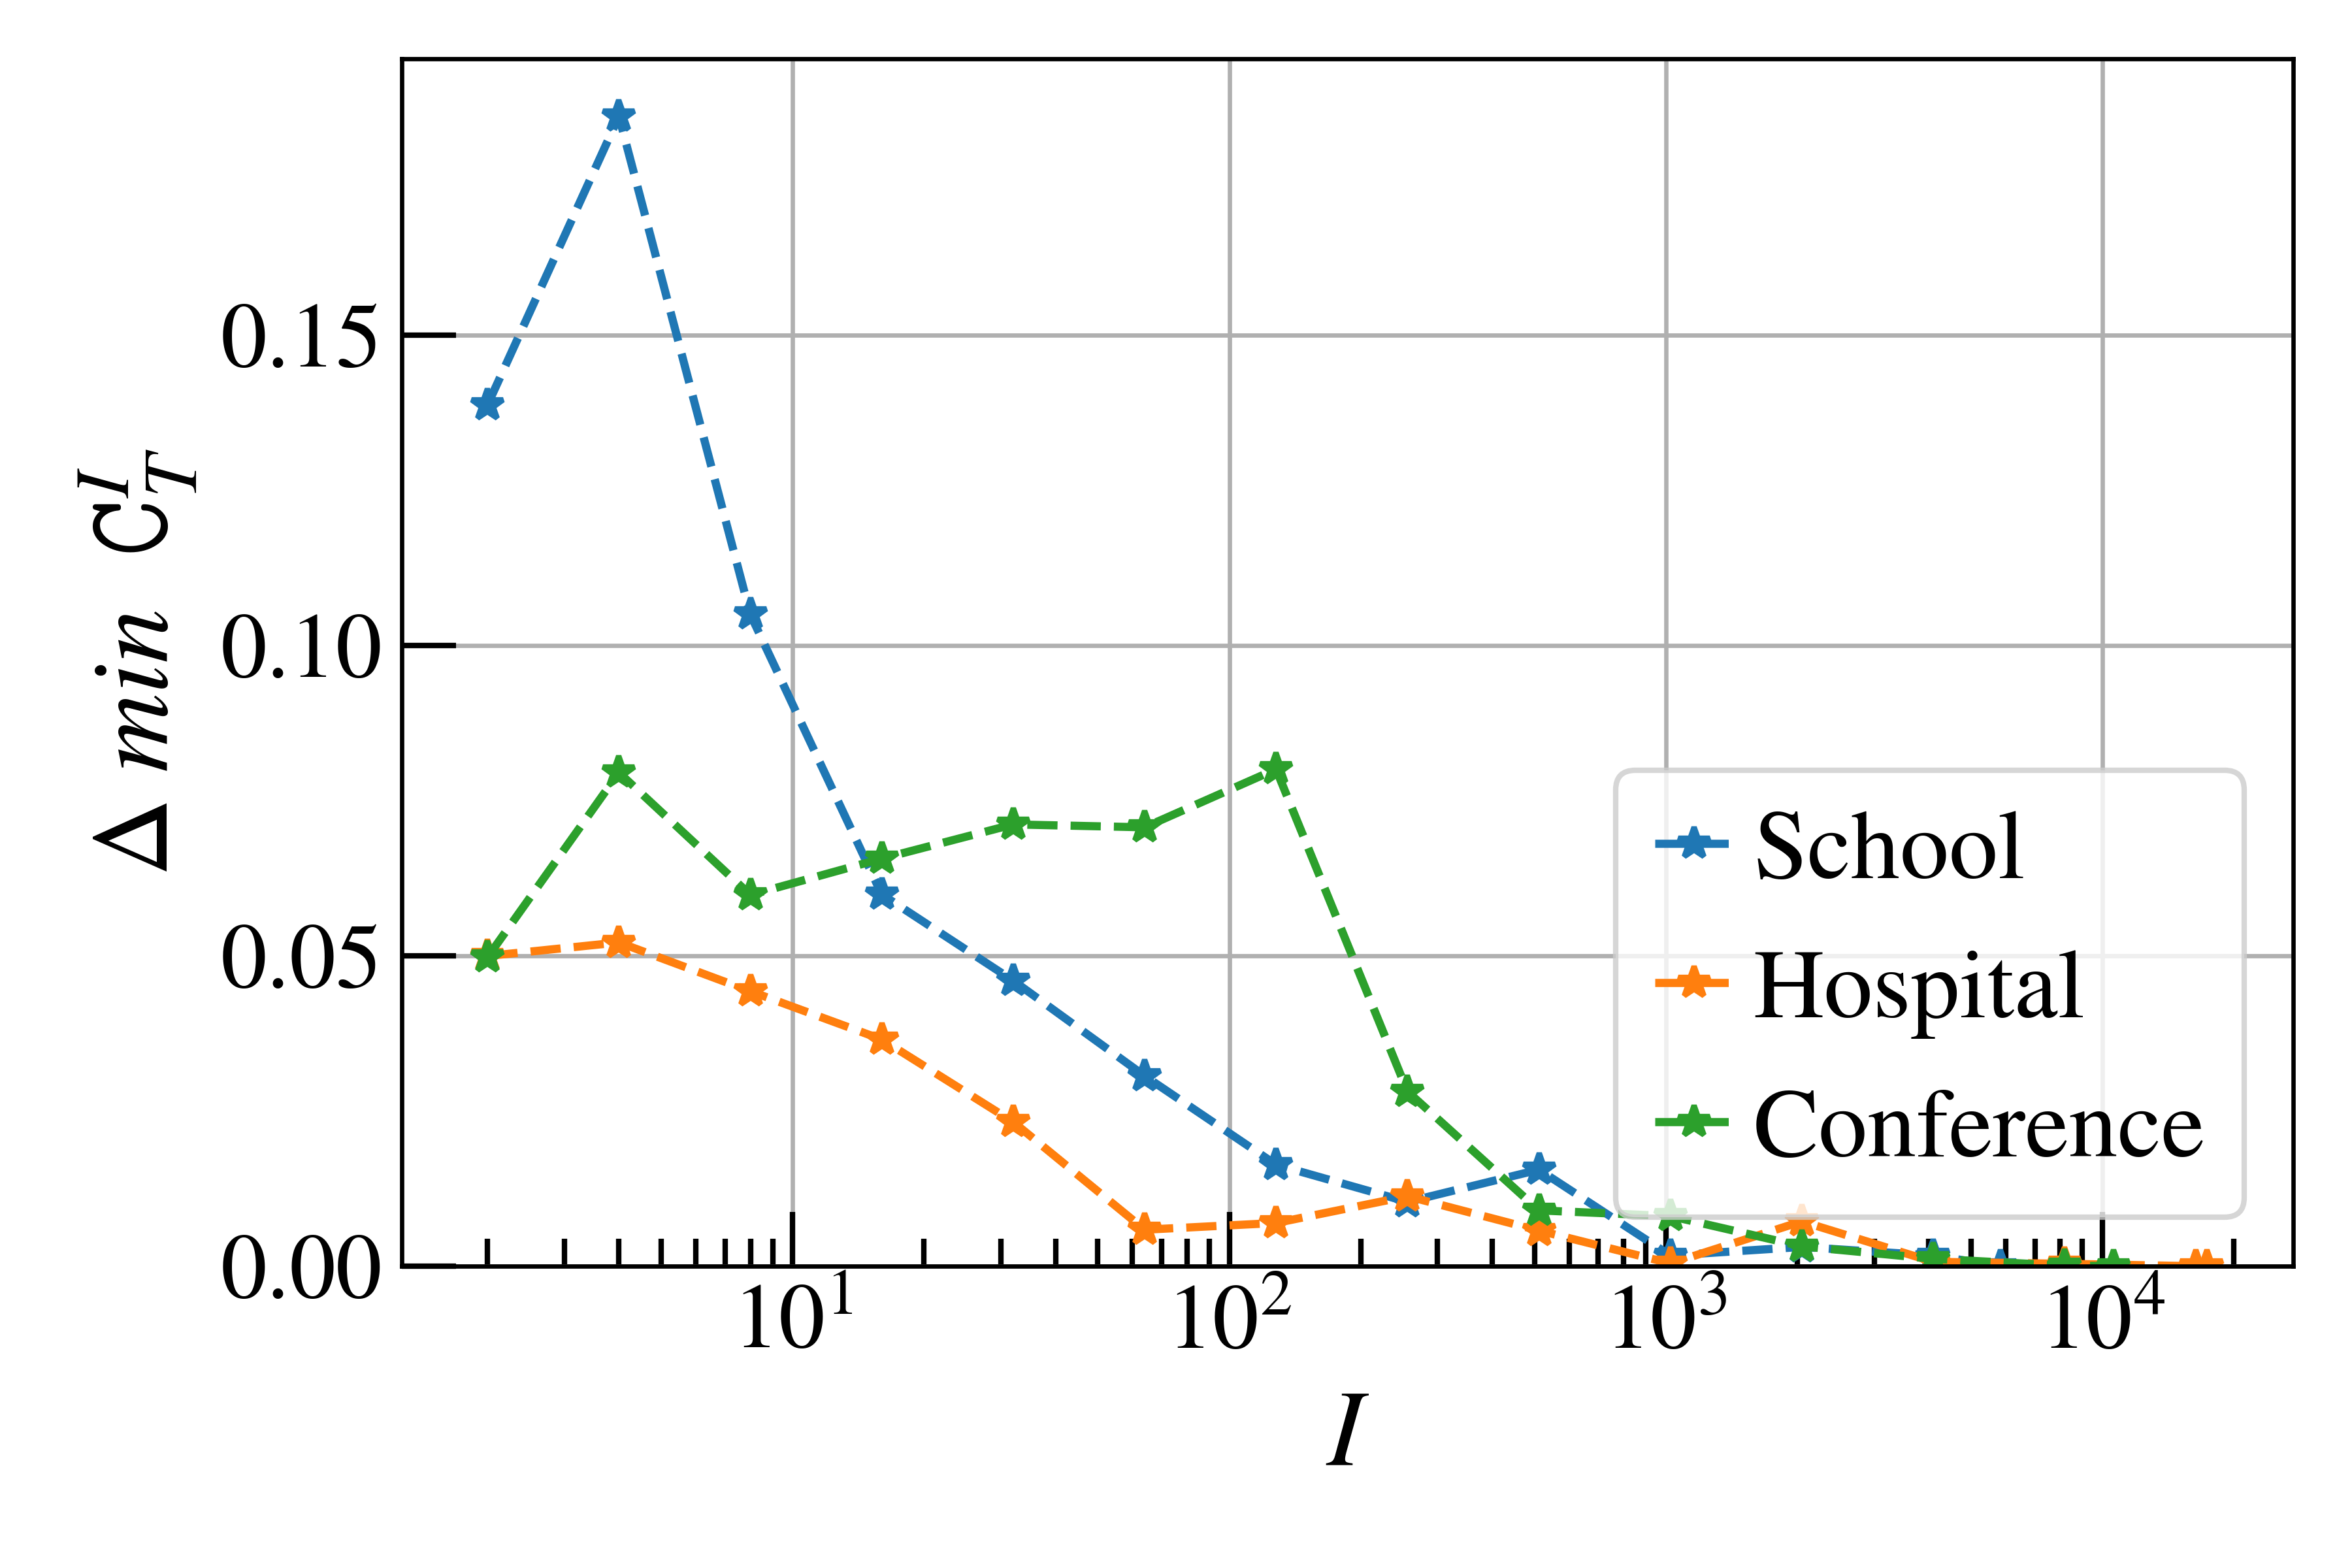 Δ min C_T^I
0.15
0.10
0.05
0.00
10^1 10^2 10^3 10^4
I
School
Hospital
Conference